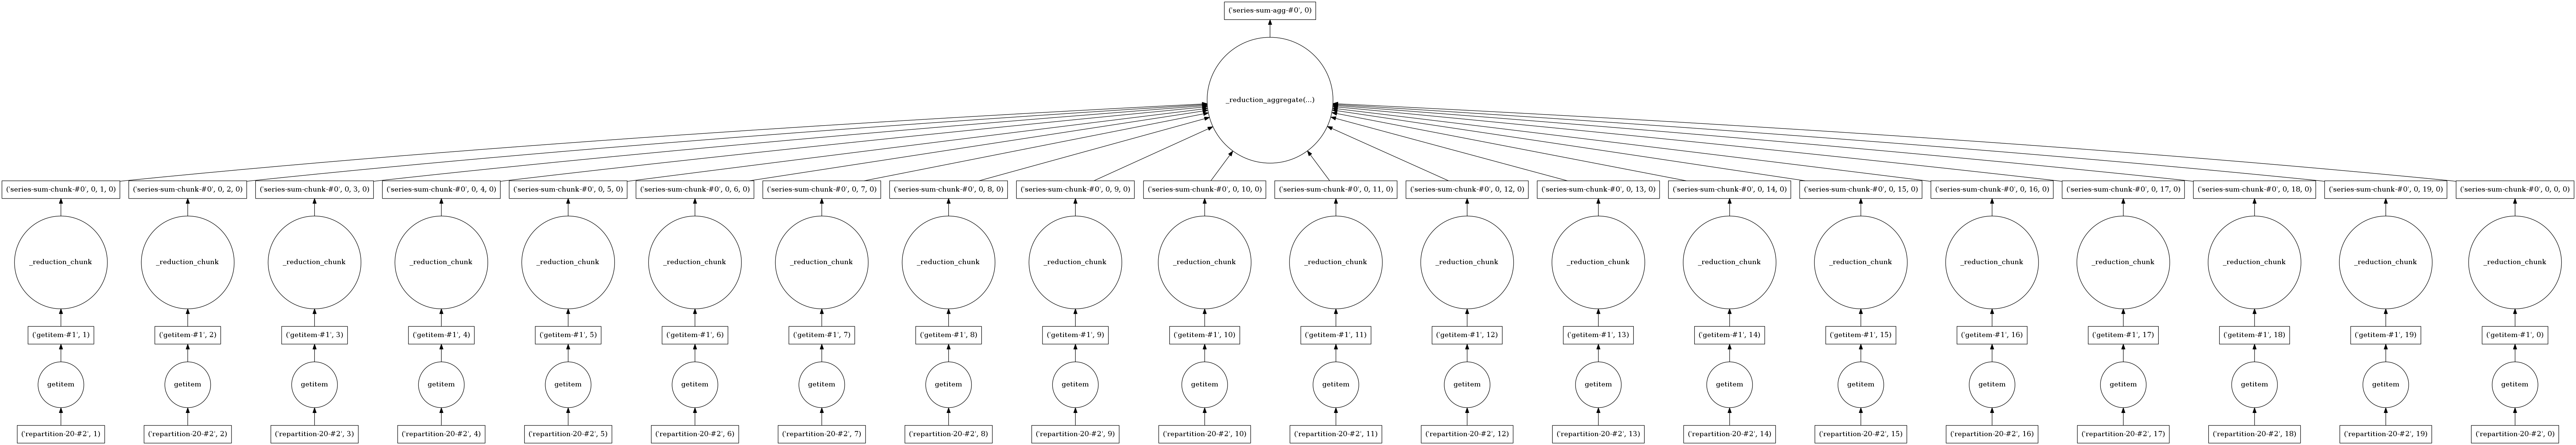 ('series-sum-agg-#0', 0)
_reduction_aggregate(...)
('series-sum-chunk-#0', 0, 1, 0) ('series-sum-chunk-#0', 0, 2, 0) ('series-sum-chunk-#0', 0, 3, 0) ('series-sum-chunk-#0', 0, 4, 0) ('series-sum-chunk-#0', 0, 5, 0) ('series-sum-chunk-#0', 0, 6, 0) ('series-sum-chunk-#0', 0, 7, 0) ('series-sum-chunk-#0', 0, 8, 0) ('series-sum-chunk-#0', 0, 9, 0) ('series-sum-chunk-#0', 0, 10, 0) ('series-sum-chunk-#0', 0, 11, 0) ('series-sum-chunk-#0', 0, 12, 0) ('series-sum-chunk-#0', 0, 13, 0) ('series-sum-chunk-#0', 0, 14, 0) ('series-sum-chunk-#0', 0, 15, 0) ('series-sum-chunk-#0', 0, 16, 0) ('series-sum-chunk-#0', 0, 17, 0) ('series-sum-chunk-#0', 0, 18, 0) ('series-sum-chunk-#0', 0, 19, 0) ('series-sum-chunk-#0', 0, 0, 0)
_reduction_chunk _reduction_chunk _reduction_chunk _reduction_chunk _reduction_chunk _reduction_chunk _reduction_chunk _reduction_chunk _reduction_chunk _reduction_chunk _reduction_chunk _reduction_chunk _reduction_chunk _reduction_chunk _reduction_chunk _reduction_chunk _reduction_chunk _reduction_chunk _reduction_chunk _reduction_chunk
('getitem-#1', 1) ('getitem-#1', 2) ('getitem-#1', 3) ('getitem-#1', 4) ('getitem-#1', 5) ('getitem-#1', 6) ('getitem-#1', 7) ('getitem-#1', 8) ('getitem-#1', 9) ('getitem-#1', 10) ('getitem-#1', 11) ('getitem-#1', 12) ('getitem-#1', 13) ('getitem-#1', 14) ('getitem-#1', 15) ('getitem-#1', 16) ('getitem-#1', 17) ('getitem-#1', 18) ('getitem-#1', 19) ('getitem-#1', 0)
getitem getitem getitem getitem getitem getitem getitem getitem getitem getitem getitem getitem getitem getitem getitem getitem getitem getitem getitem getitem
('repartition-20-#2', 1) ('repartition-20-#2', 2) ('repartition-20-#2', 3) ('repartition-20-#2', 4) ('repartition-20-#2', 5) ('repartition-20-#2', 6) ('repartition-20-#2', 7) ('repartition-20-#2', 8) ('repartition-20-#2', 9) ('repartition-20-#2', 10) ('repartition-20-#2', 11) ('repartition-20-#2', 12) ('repartition-20-#2', 13) ('repartition-20-#2', 14) ('repartition-20-#2', 15) ('repartition-20-#2', 16) ('repartition-20-#2', 17) ('repartition-20-#2', 18) ('repartition-20-#2', 19) ('repartition-20-#2', 0)